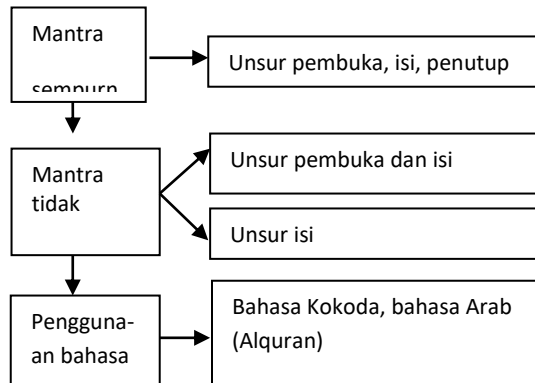 Mantra
sempurn
Unsur pembuka, isi, penutup
Mantra
tidak
Unsur pembuka dan isi
Unsur isi
Pengguna-
an bahasa
Bahasa Kokoda, bahasa Arab
(Alquran)